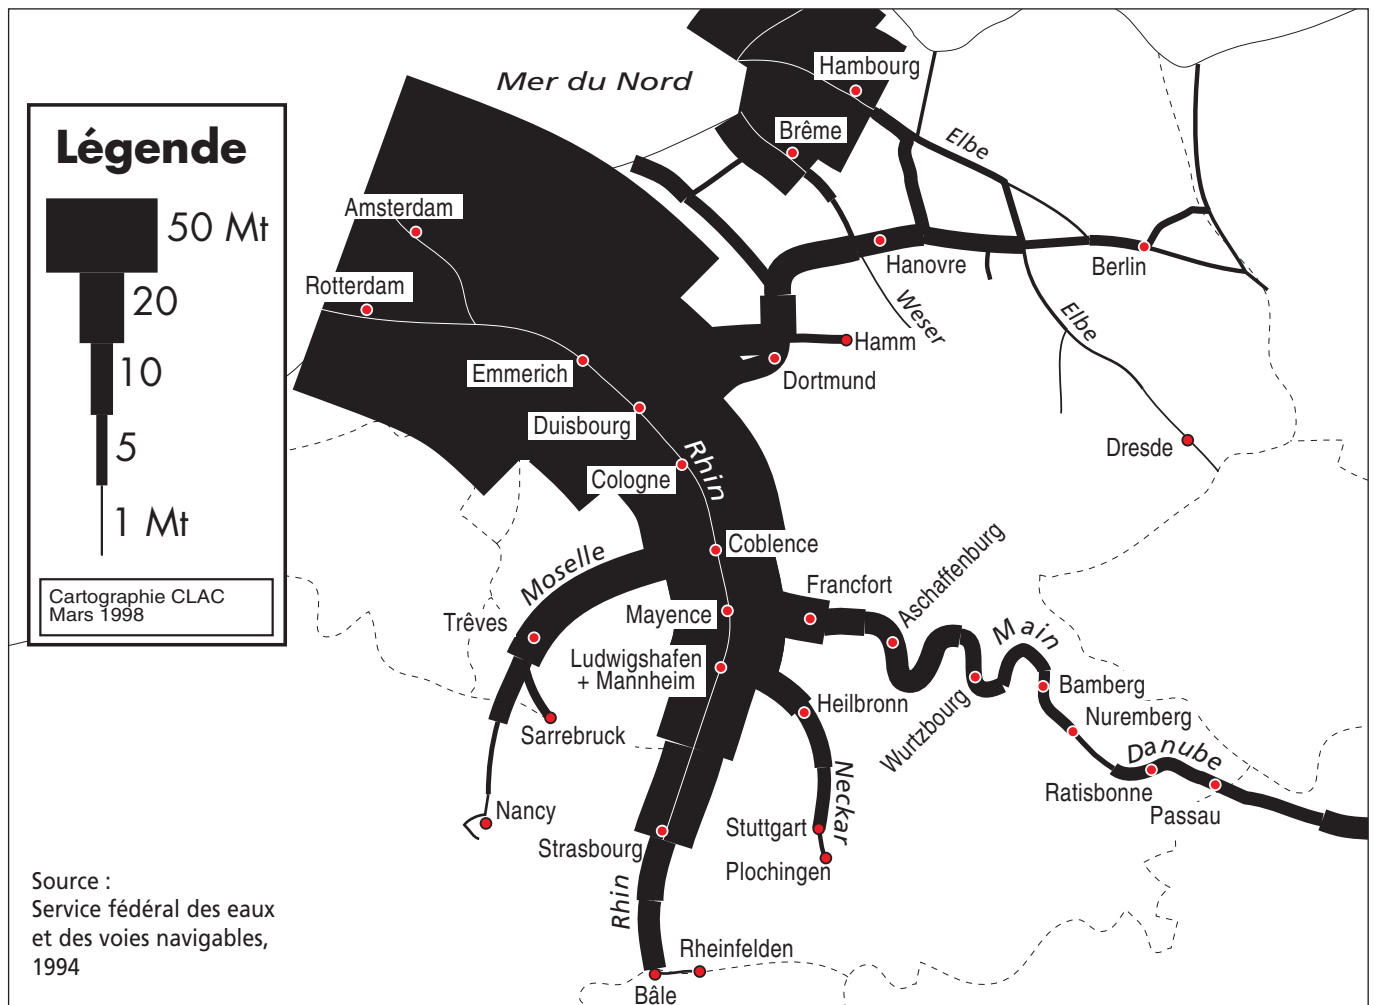 Légende
50 Mt
20
10
5
1 Mt
Cartographie CLAC
Mars 1998
Mer du Nord
Hambourg
Brême
Elbe
Amsterdam
Rotterdam
Hanovre
Berlin
Weser
Elbe
Hamm
Emmerich
Dortmund
Duisbourg
Dresde
Rhin
Cologne
Coblence
Moselle
Francfort
Aschaffenburg
Mayence
Trêves
Main
Ludwigshafen
+ Mannheim
Bamberg
Heilbronn
Wurtzbourg
Nuremberg
Sarrebruck
Danube
Neckar
Ratisbonne
Passau
Nancy
Stuttgart
Strasbourg
Plochingen
Rhin
Rheinfelden
Bâle
Source :
Service fédéral des eaux
et des voies navigables,
1994